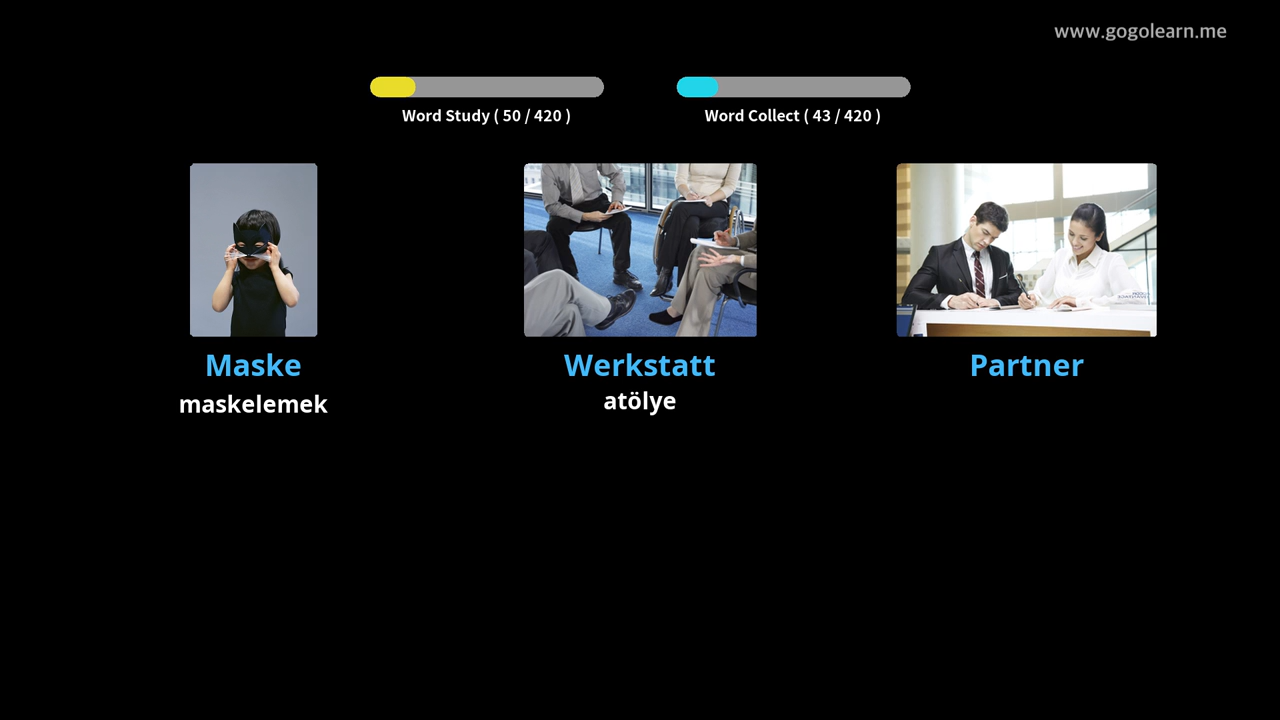 www.gogolearn.me
Word Study ( 50 / 420 )
Word Collect ( 43 / 420 )
Maske
Werkstatt
Partner
maskelemek
atölye